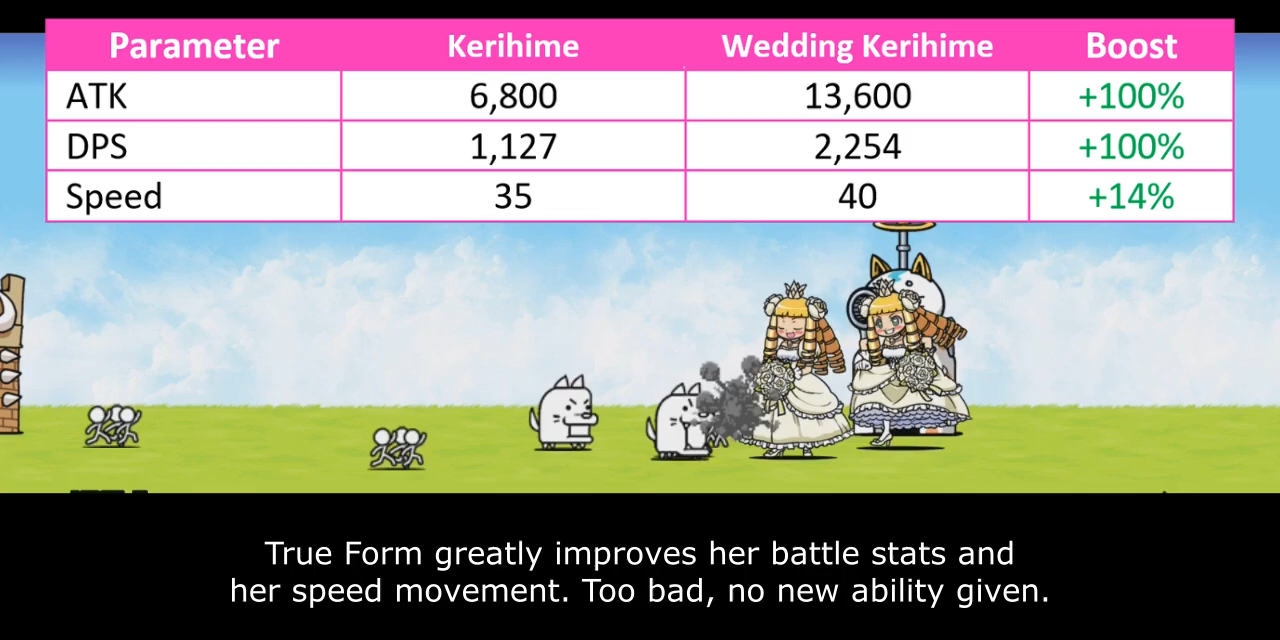 Parameter Kerihime Wedding Kerihime Boost
ATK 6,800 13,600 +100%
DPS 1,127 2,254 +100%
Speed 35 40 +14%
True Form greatly improves her battle stats and
her speed movement. Too bad, no new ability given.